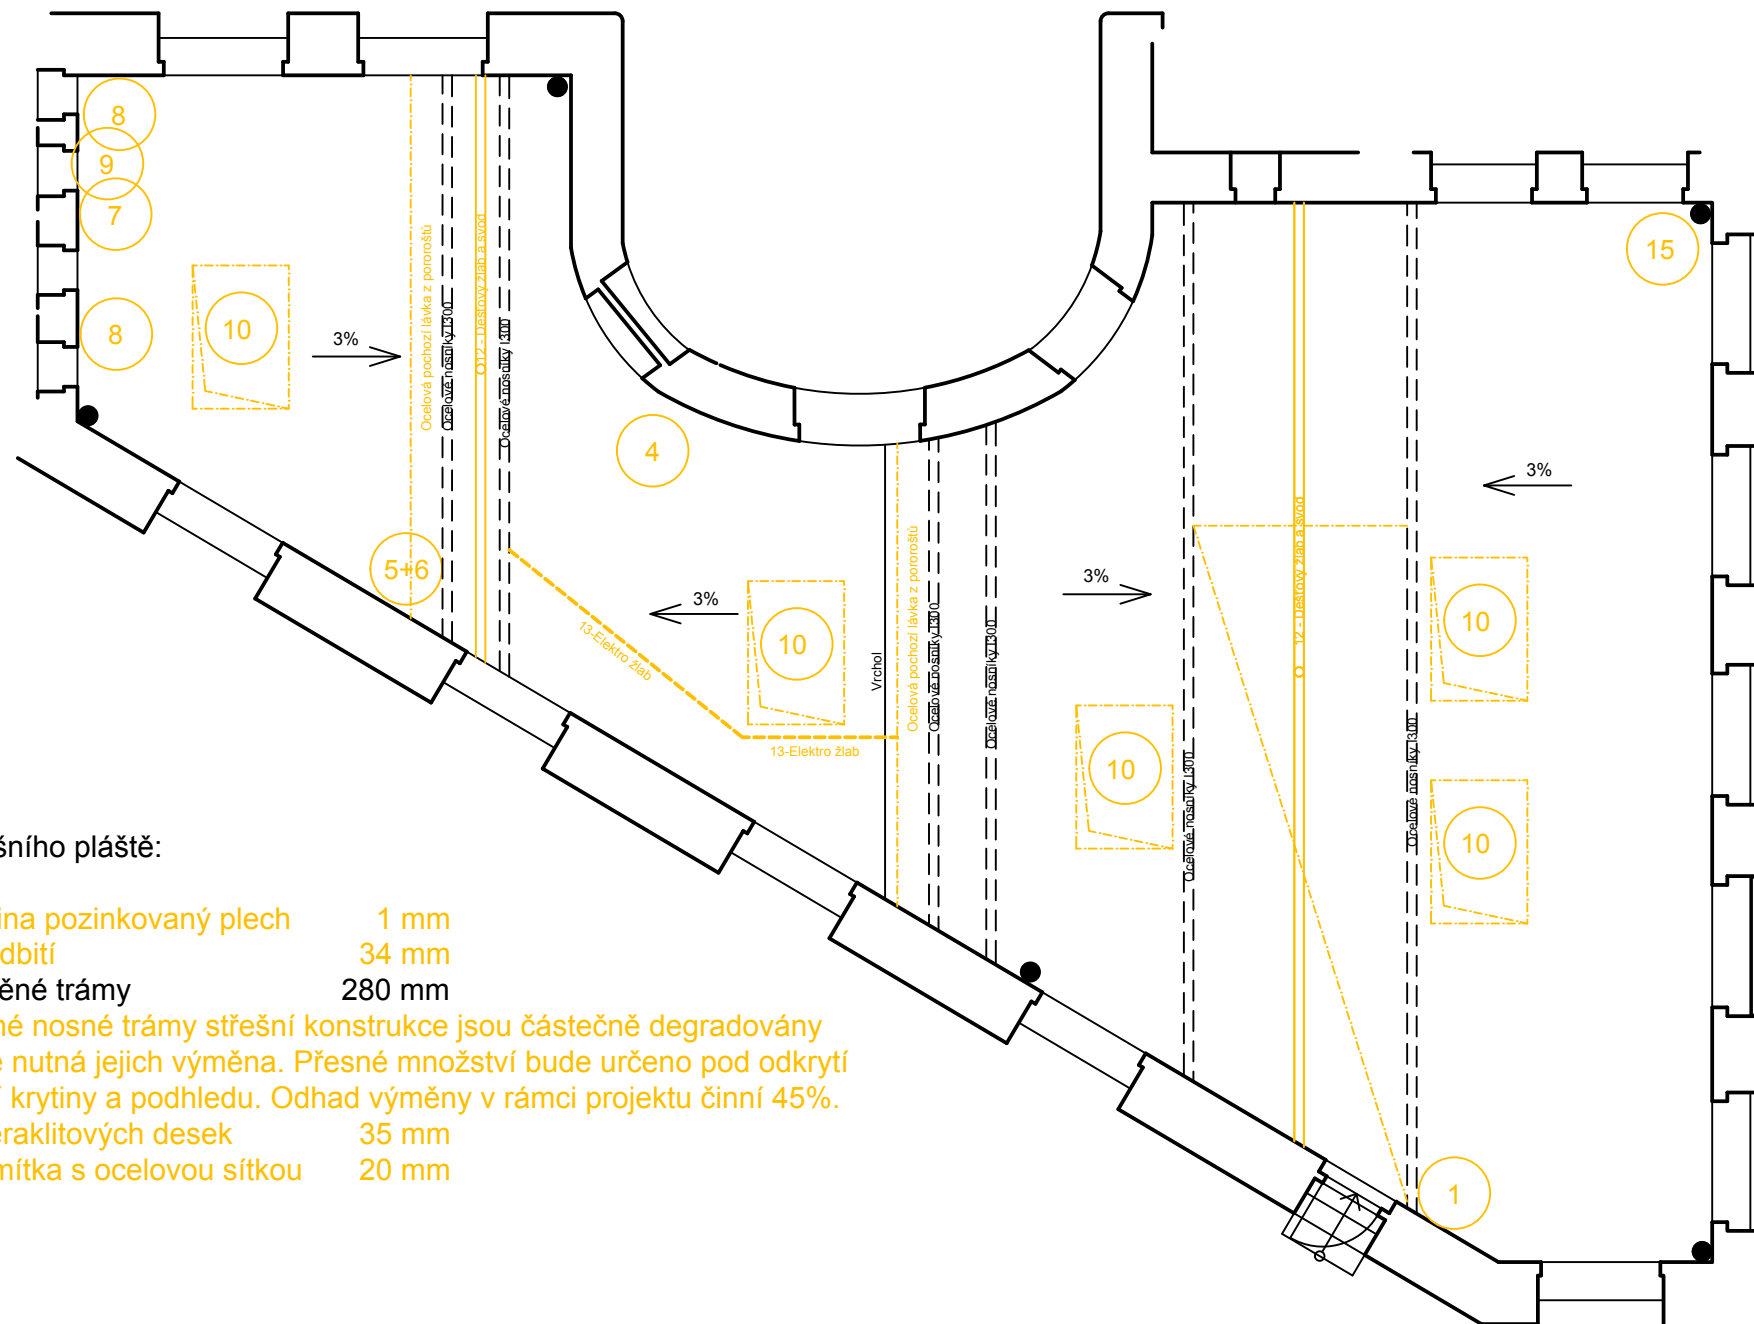 8
9
7
8
10
3%
Ocelová pochozí lávka z pororoštů
Ocelové nosníky I300
O12 - Dešťový žlab a svod
Ocelové nosníky I300
4
5+6
15
3%
3%
3%
10
13-Elektro žlab
13-Elektro žlab
Vrchol
Ocelová pochozí lávka z pororoštů
Ocelové nosníky I300
Ocelové nosníky I300
10
Ocelové nosníky I300
O 12 - Dešťový žlab a svod
Ocelové nosníky I300
10
10
1
šního pláště:
ina pozinkovaný plech 1 mm
dbití 34 mm
ěné trámy 280 mm
né nosné trámy střešní konstrukce jsou částečně degradovány
e nutná jejich výměna. Přesné množství bude určeno pod odkrytí
í krytiny a podhledu. Odhad výměny v rámci projektu činní 45%.
eraklitových desek 35 mm
mítka s ocelovou sítkou 20 mm